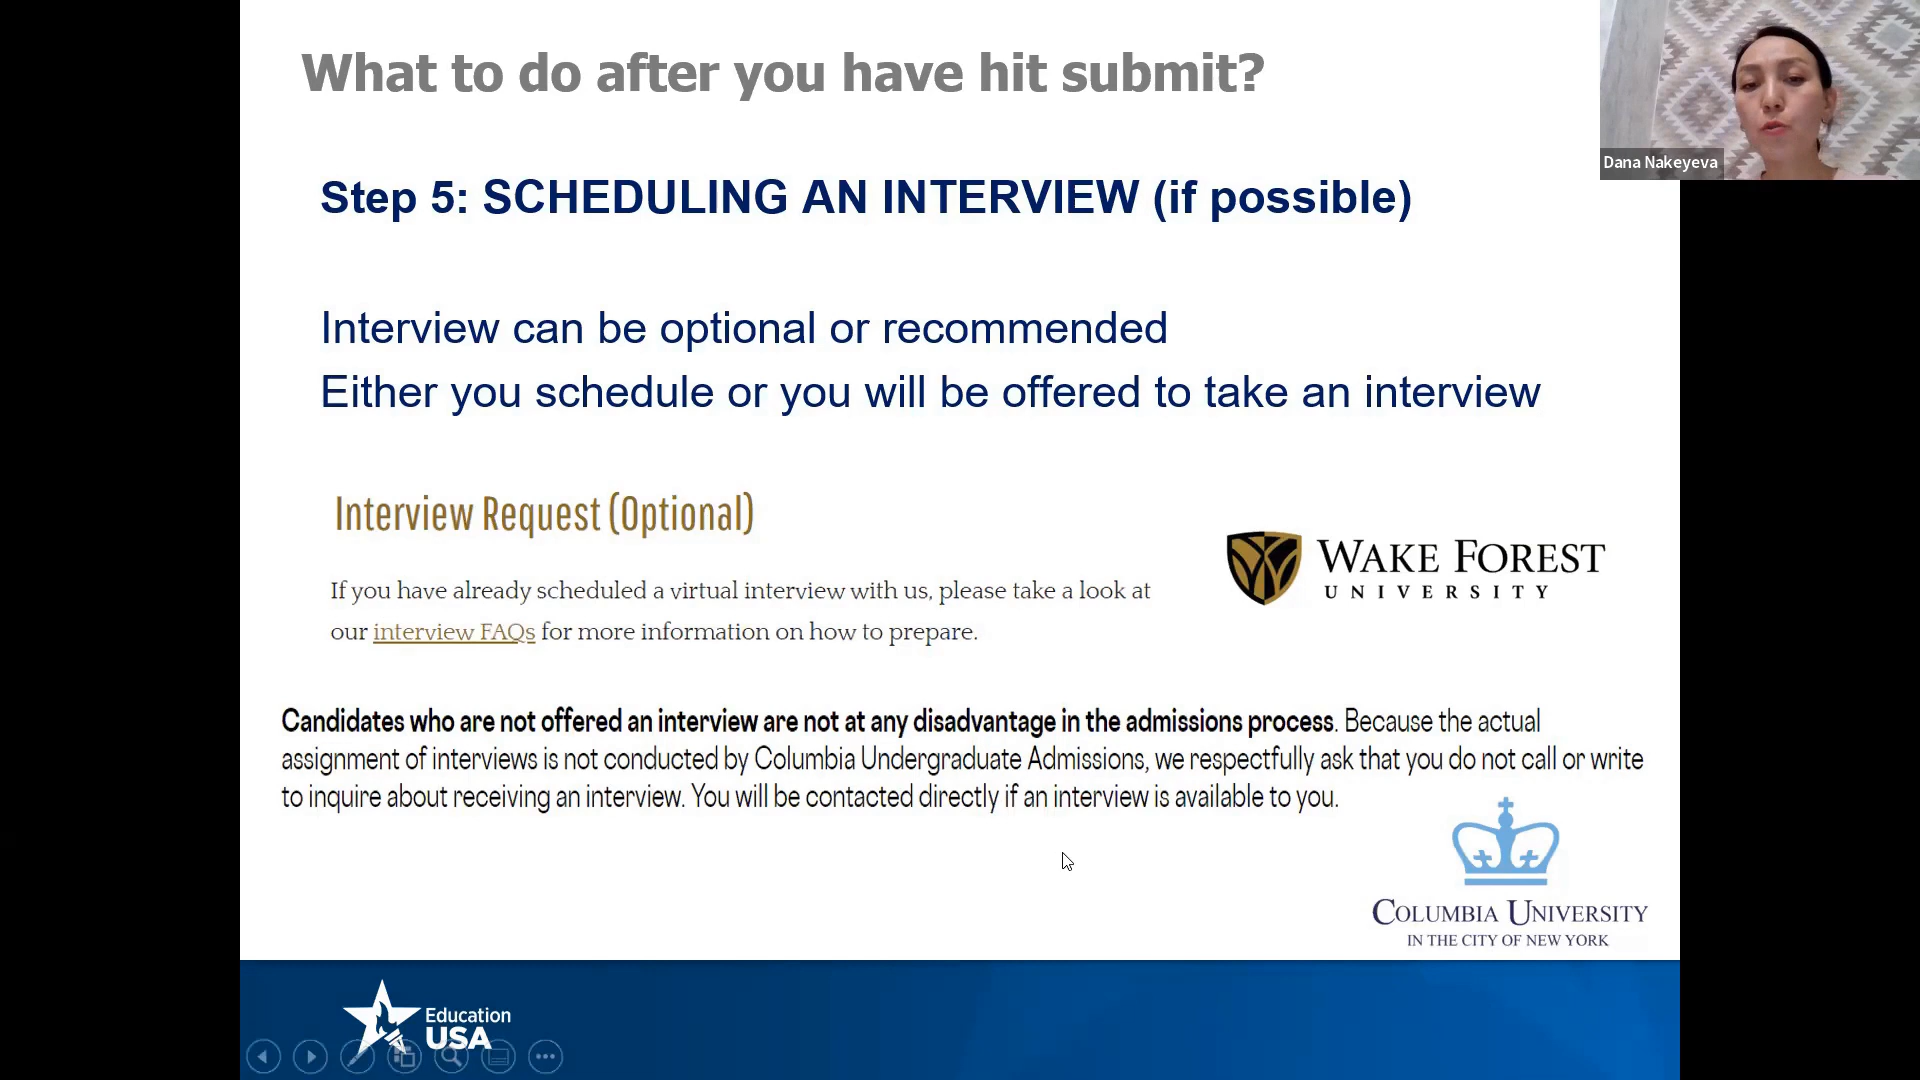 What to do after you have hit submit?
Dana Nakeyeva
Step 5: SCHEDULING AN INTERVIEW (if possible)
Interview can be optional or recommended
Either you schedule or you will be offered to take an interview
Interview Request (Optional)
If you have already scheduled a virtual interview with us, please take a look at
our interview FAQs for more information on how to prepare.
WAKE FOREST
UNIVERSITY
Candidates who are not offered an interview are not at any disadvantage in the admissions process. Because the actual
assignment of interviews is not conducted by Columbia Undergraduate Admissions, we respectfully ask that you do not call or write
to inquire about receiving an interview. You will be contacted directly if an interview is available to you.
COLUMBIA UNIVERSITY
IN THE CITY OF NEW YORK
Education
USA